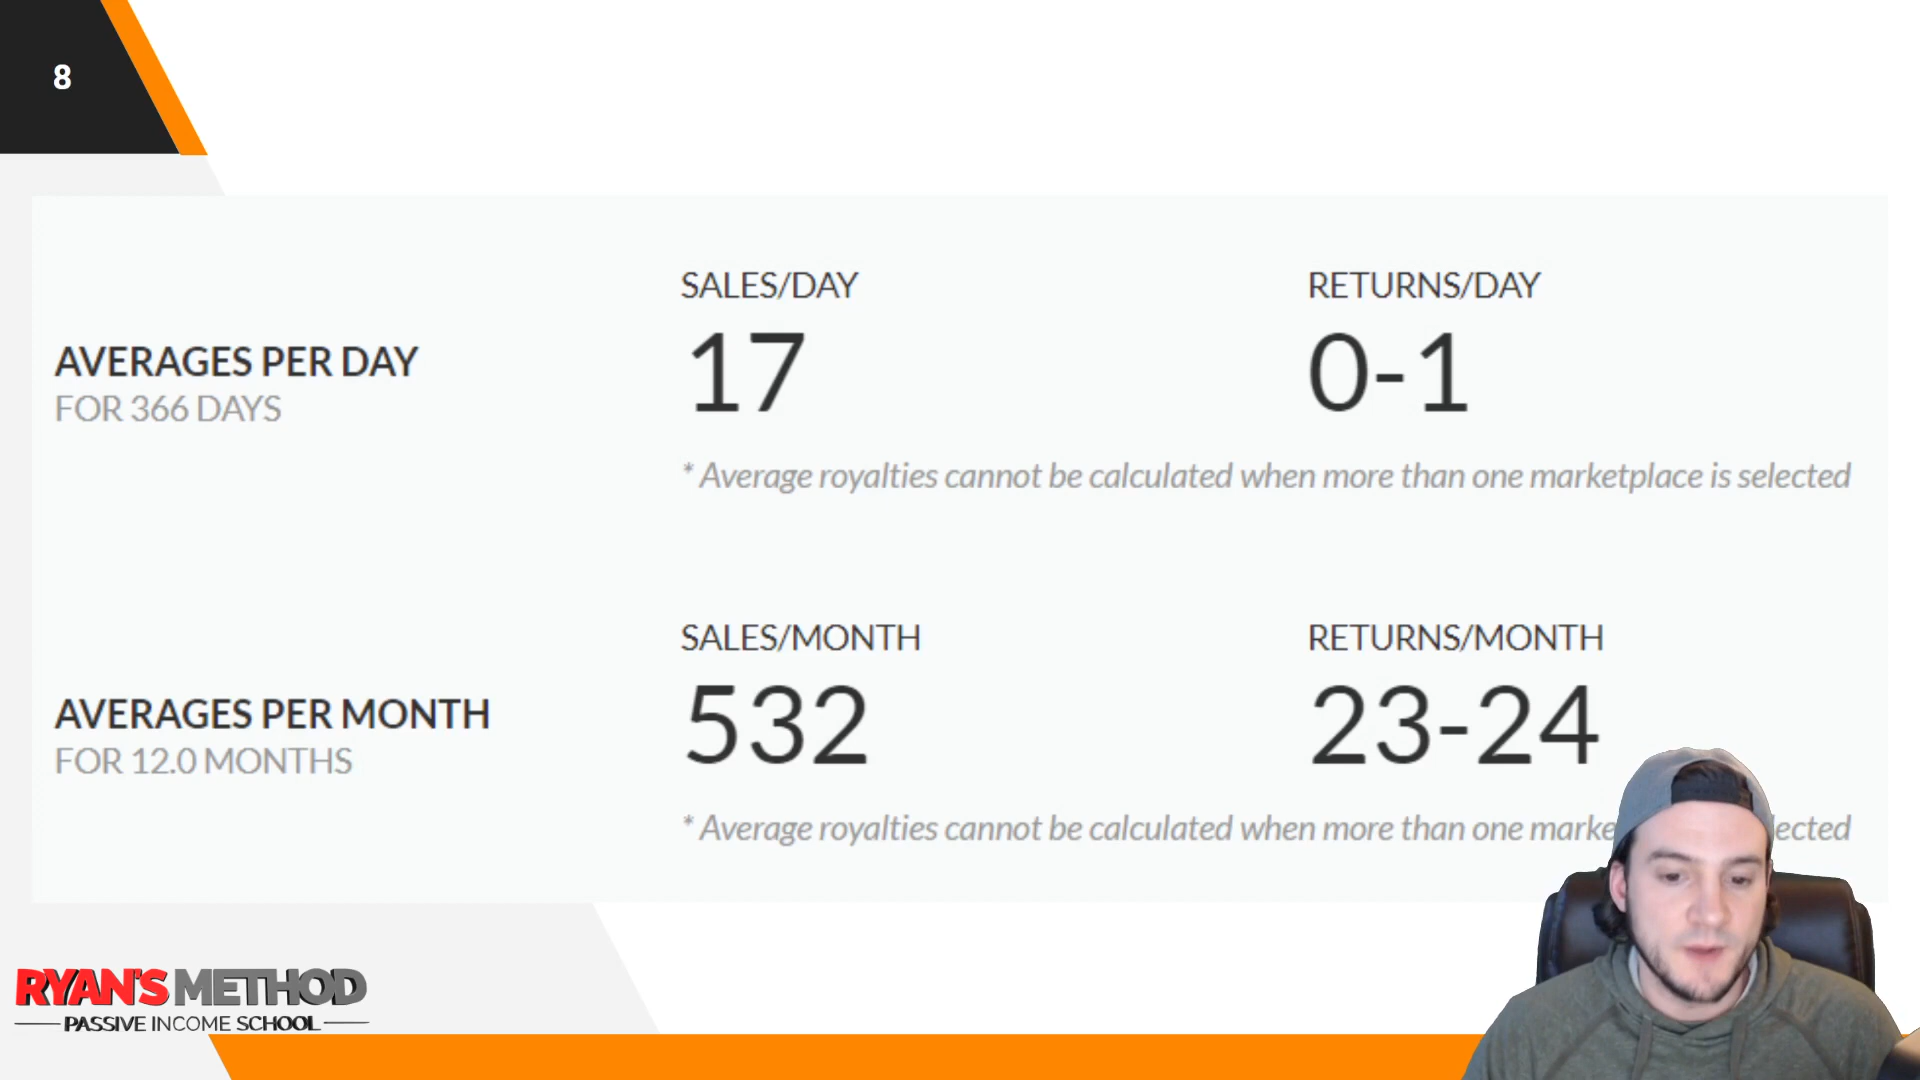 8
SALES/DAY
RETURNS/DAY
AVERAGES PER DAY
FOR 366 DAYS
17
0-1
* Average royalties cannot be calculated when more than one marketplace is selected
SALES/MONTH
RETURNS/MONTH
AVERAGES PER MONTH
FOR 12.0 MONTHS
532
23-24
* Average royalties cannot be calculated when more than one marke
ected
RYAN'S METHOD
PASSIVE INCOME SCHOOL